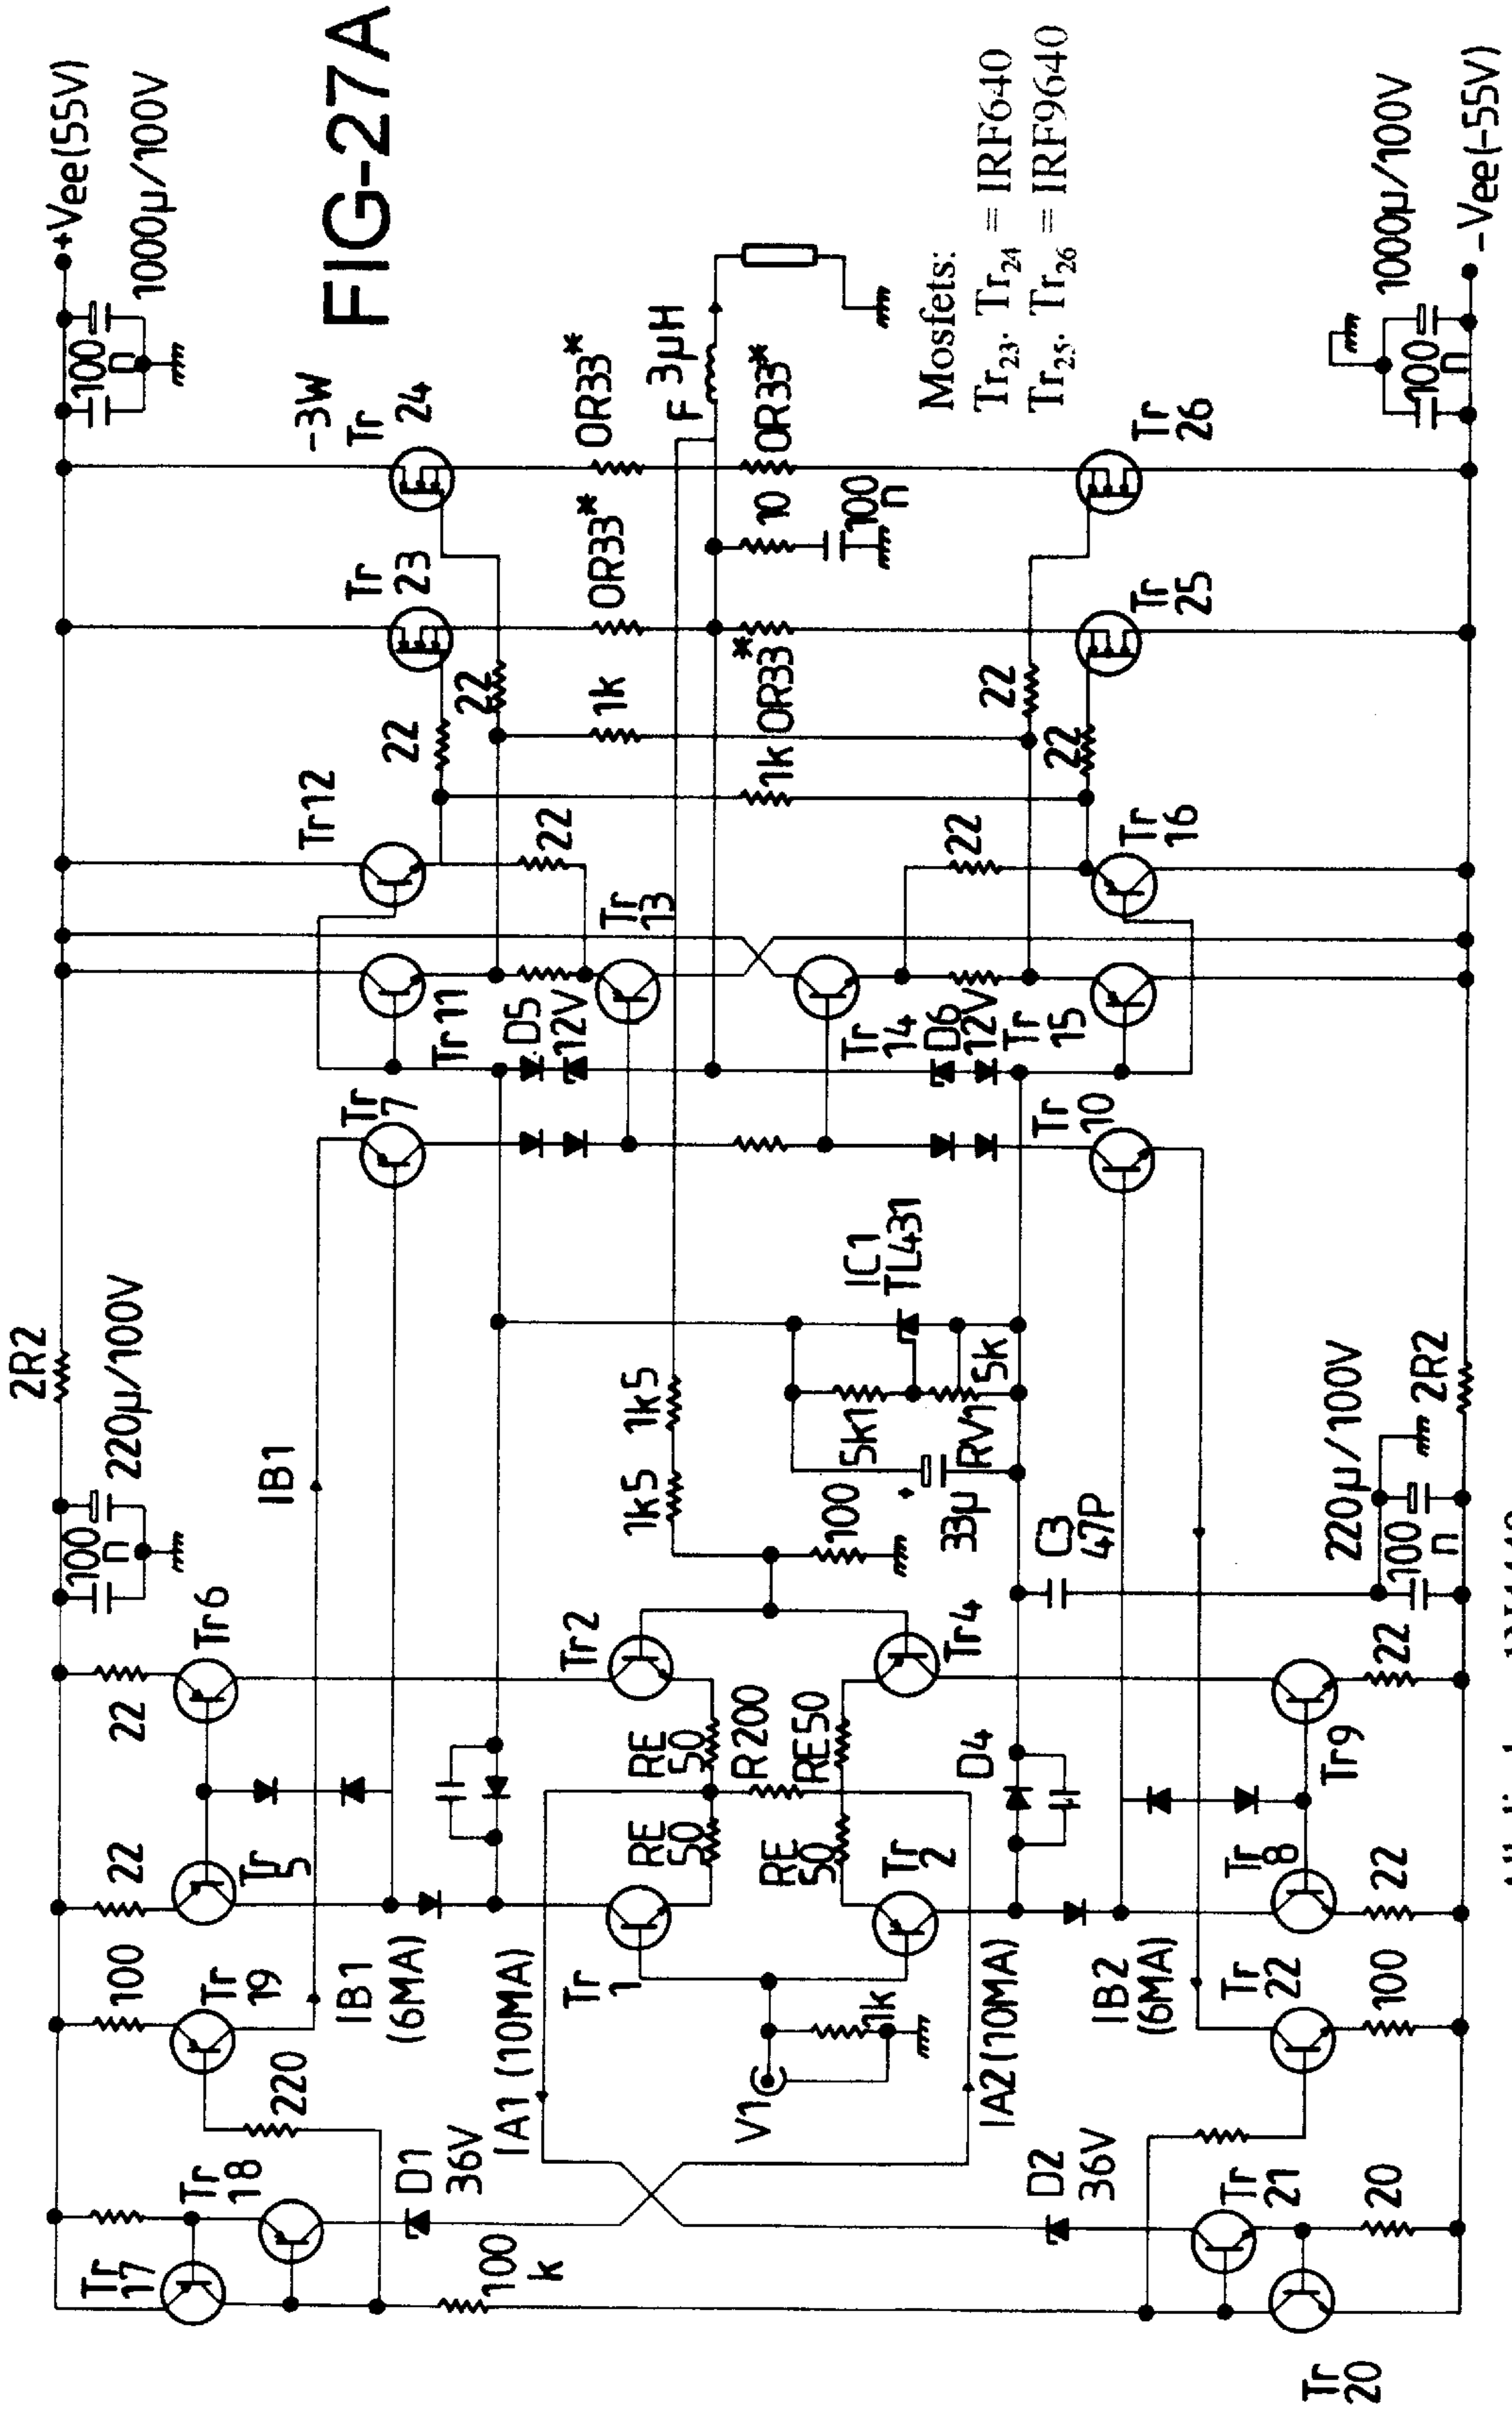 +Vee(55V)
1000µ/100V
100
n
FIG-27A
-3W
Tr
24
0R33*
F 3µH
0R33*
Mosfets:
Tr23, Tr24 = IRF640
Tr25, Tr26 = IRF9640
Tr
26
1000µ/100V
100
n
-Vee(-55V)
Tr
23
0R33*
10
100
n
Tr
25
22
22
1k
*
0R33
1k
22
22
Tr12
22
Tr
13
22
Tr
16
Tr11
D5
12V
Tr
14
D6
12V
Tr
15
Tr
7
Tr
10
2R2
220µ/100V
100
n
IB1
1k5
1k5
100
IC1
TL431
5k1
RV1
5k
33µ
+
C3
47P
220µ/100V
100
n
2R2
Tr6
22
Tr2
Tr4
RE
50
R200
RE50
D4
22
Tr9
22
Tr
5
RE
50
RE
50
Tr
1
Tr
2
Tr
8
22
100
Tr
19
IB1
(6MA)
IA1 (10MA)
V1
1k
IA2(10MA)
IB2
(6MA)
Tr
22
100
220
Tr
18
D1
36V
D2
36V
Tr
21
20
Tr
17
100
k
Tr
20